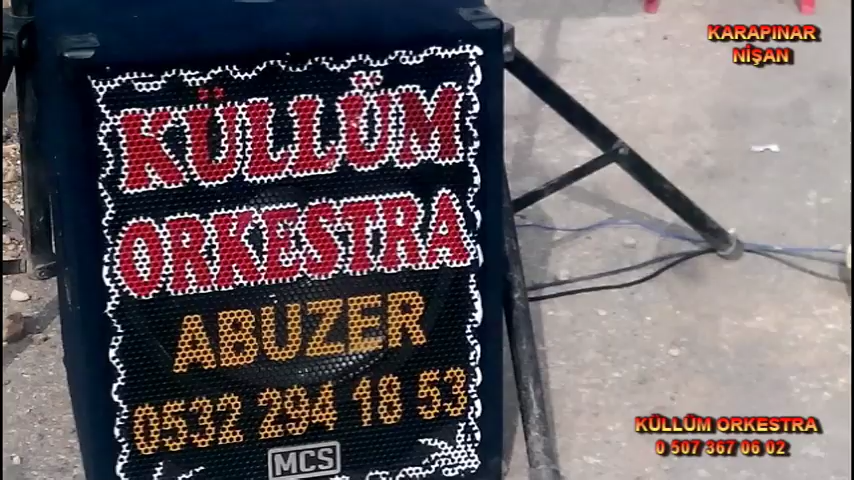 KARAPINAR
NİŞAN
KÜLLÜM
ORKESTRA
ABUZER
0532 294 18 53
MCS
KÜLLÜM ORKESTRA
0 507 367 06 02